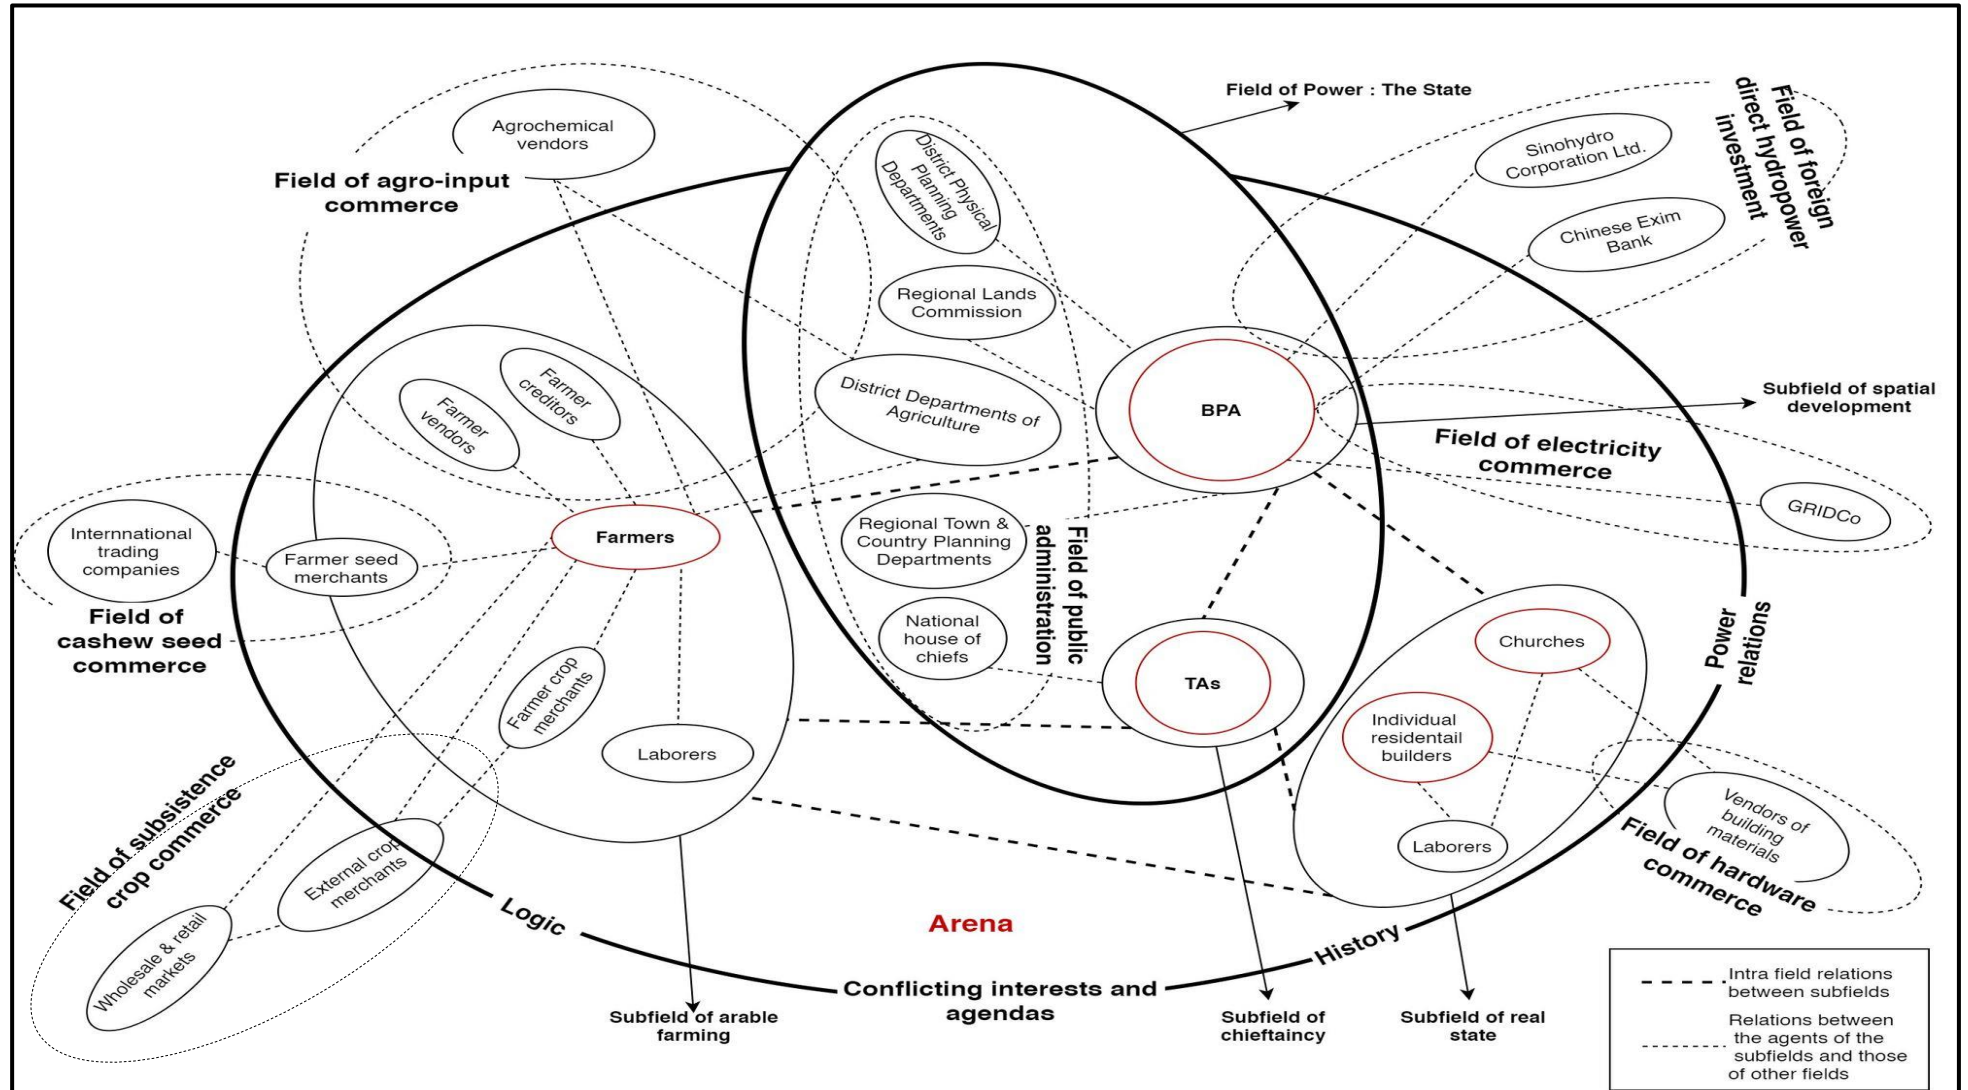 Field of Power : The State
Agrochemical
vendors
Field of agro-input
commerce
District Physical
Planning
Departments
Sinohydro
Corporation Ltd.
Field of foreign
direct hydropower
investment
Chinese Exim
Bank
Regional Lands
Commission
Farmer
creditors
Farmer
vendors
District Departments of
Agriculture
BPA
Subfield of spatial
development
Field of electricity
commerce
GRIDCo
Internnational
trading
companies
Farmer seed
merchants
Farmers
Regional Town &
Country Planning
Departments
Field of public
administration
Field of
cashew seed
commerce
National
house of
chiefs
Churches
Power
relations
TAs
Farmer crop
merchants
Laborers
Individual
residentail
builders
Laborers
Vendors of
building
materials
Field of hardware
commerce
Field of subsistence
crop commerce
External crop
merchants
Wholesale & retail
markets
Logic
Arena
History
Conflicting interests and
agendas
Subfield of arable
farming
Subfield of
chieftaincy
Subfield of real
state
Intra field relations
between subfields
Relations between
the agents of the
subfields and those
of other fields